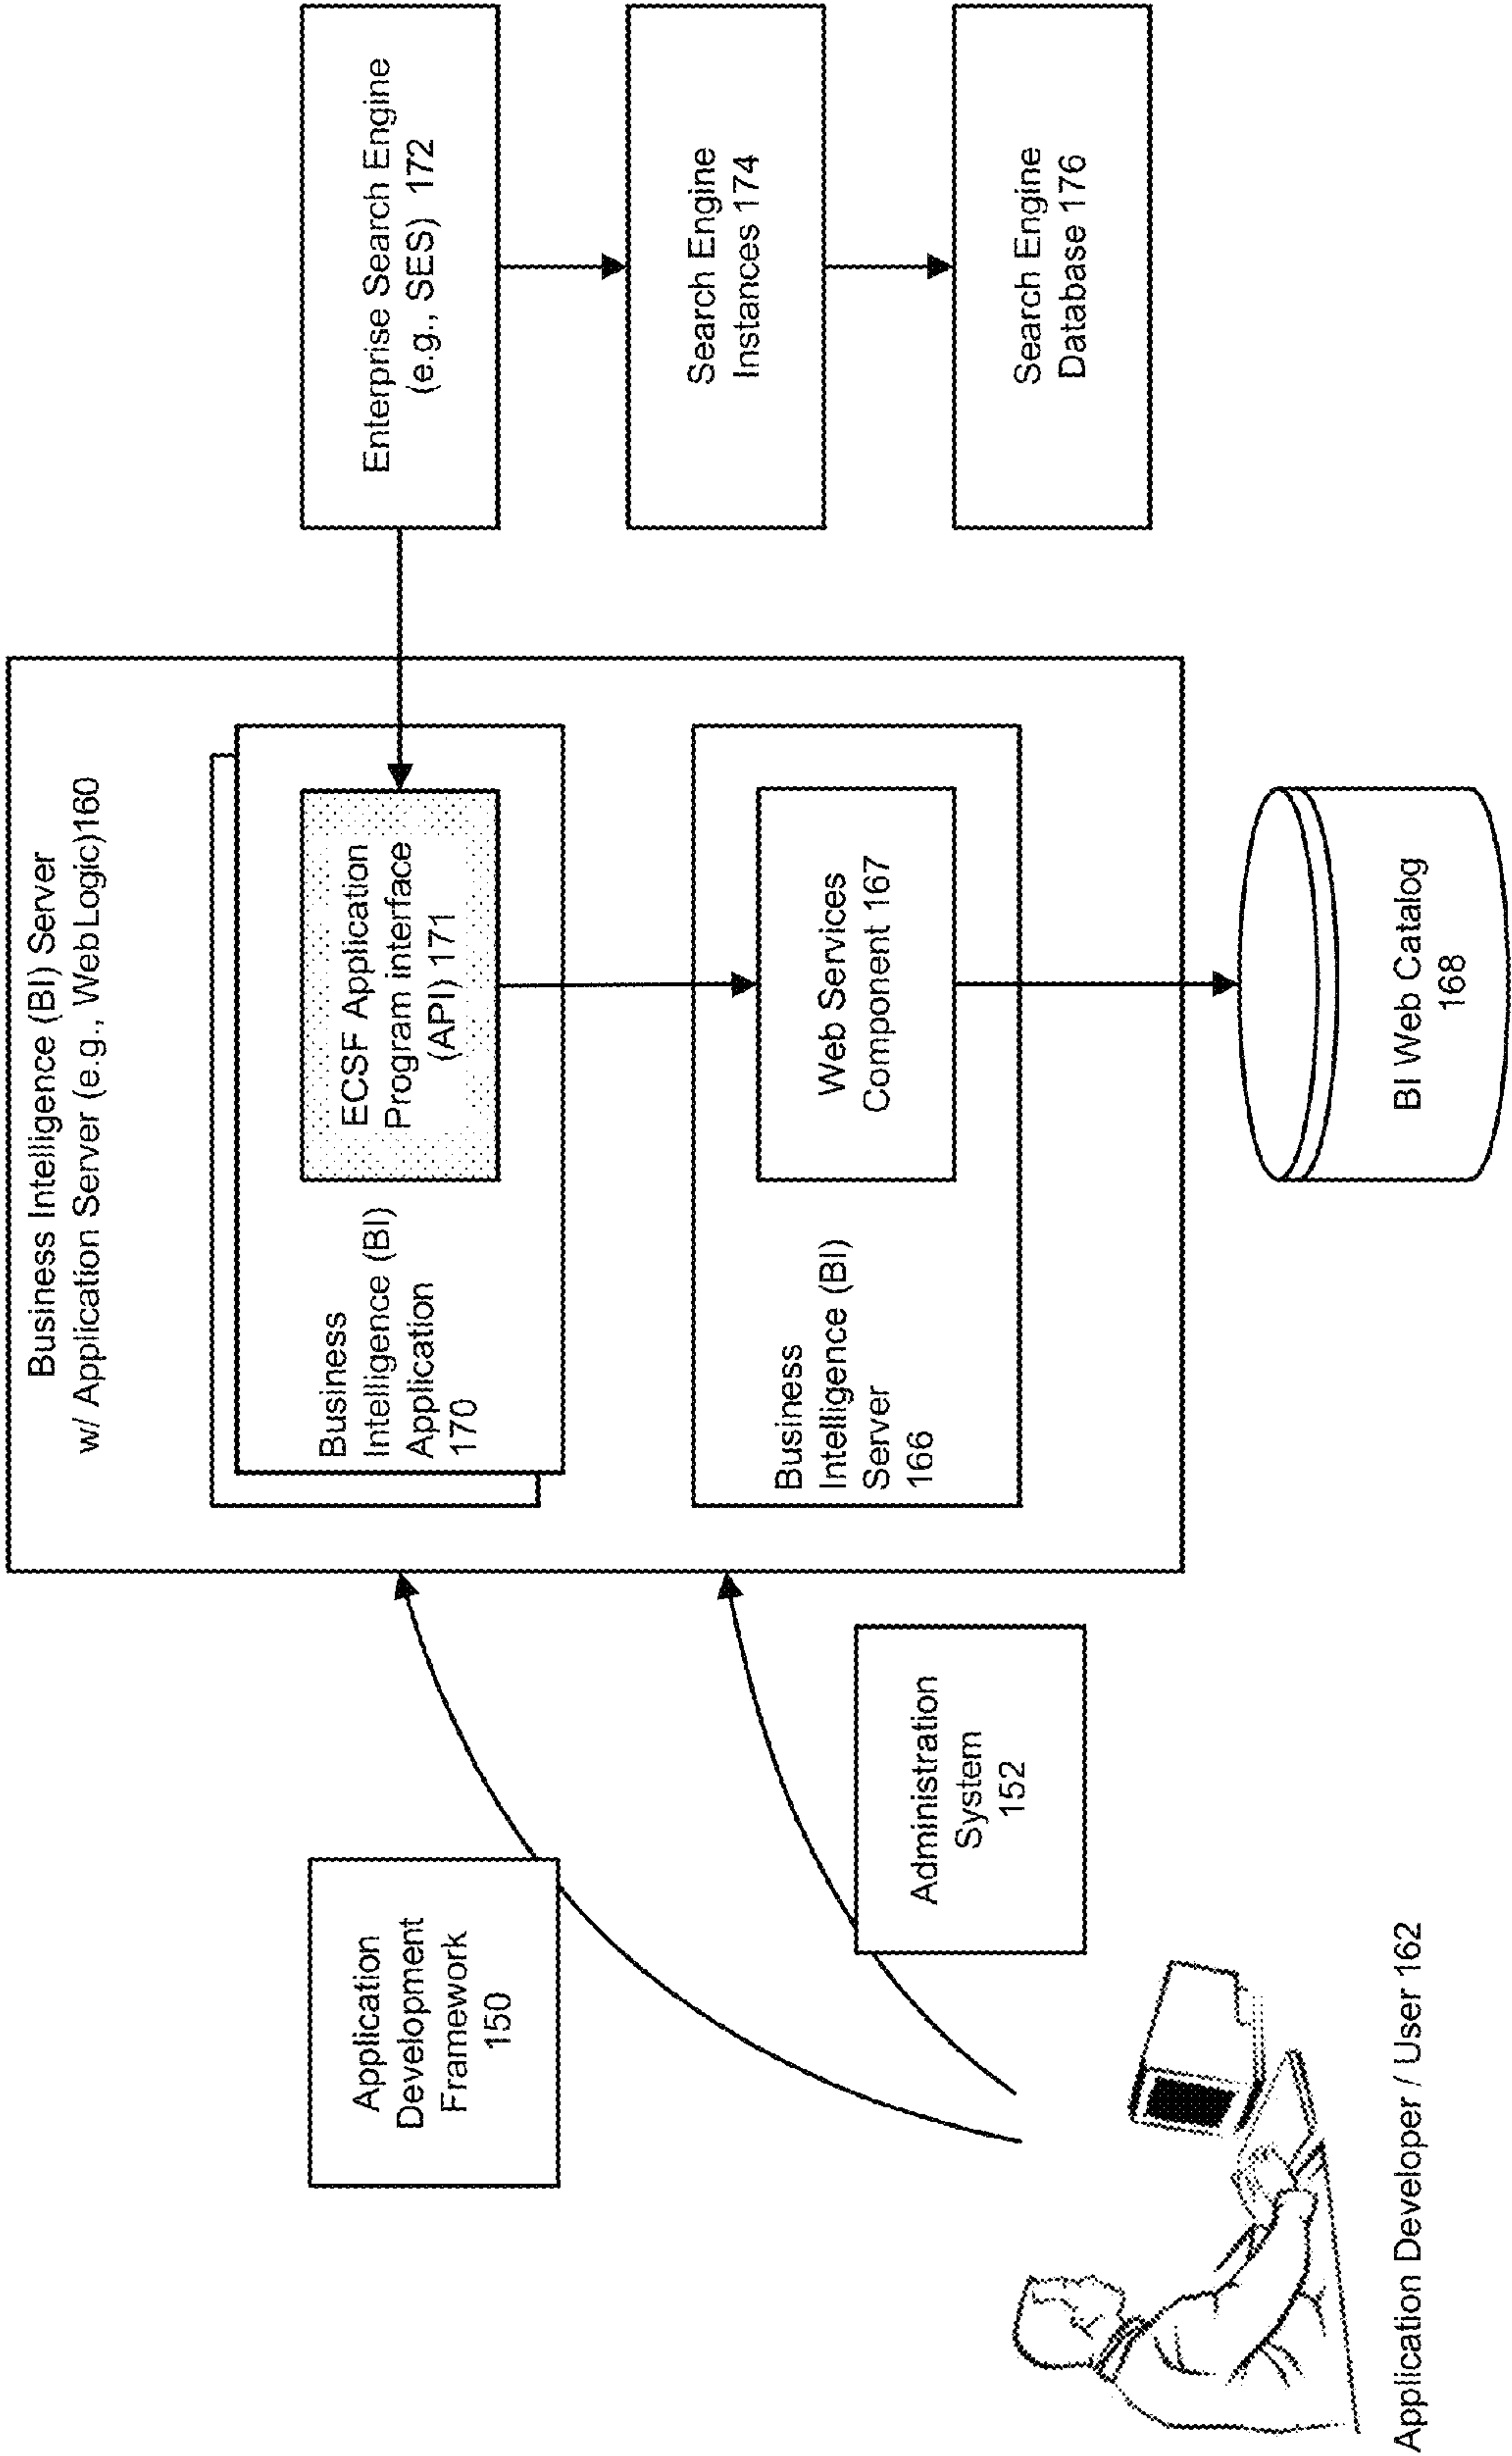 Business Intelligence (BI) Server
w/ Application Server (e.g., WebLogic)160
Application
Development
Framework
150
Business
Intelligence (BI)
Application
170
ECSF Application
Program interface
(API) 171
Enterprise Search Engine
(e.g., SES) 172
Administration
System
152
Business
Intelligence (BI)
Server
166
Web Services
Component 167
Search Engine
Instances 174
Search Engine
Database 176
Application Developer / User 162
BI Web Catalog
168